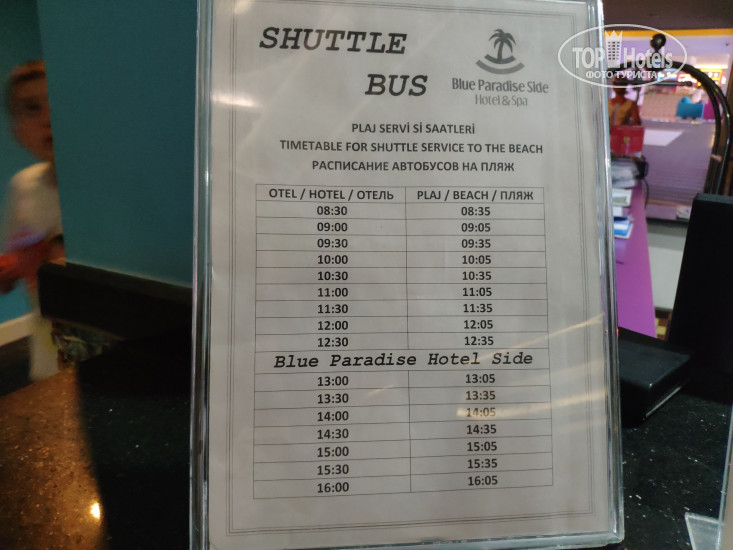 SHUTTLE
BUS
Blue Paradise Side
Hotel & Spa
TOP Hotels
ФОТО ТУРИСТА
PLAJ SERVİ Sİ SAATLERİ
TIMETABLE FOR SHUTTLE SERVICE TO THE BEACH
РАСПИСАНИЕ АВТОБУСОВ НА ПЛЯЖ
OTEL / HOTEL / ОТЕЛЬ PLAJ / BEACH / ПЛЯЖ
08:30 08:35
09:00 09:05
09:30 09:35
10:00 10:05
10:30 10:35
11:00 11:05
11:30 11:35
12:00 12:05
12:30 12:35
Blue Paradise Hotel Side
13:00 13:05
13:30 13:35
14:00 14:05
14:30 14:35
15:00 15:05
15:30 15:35
16:00 16:05